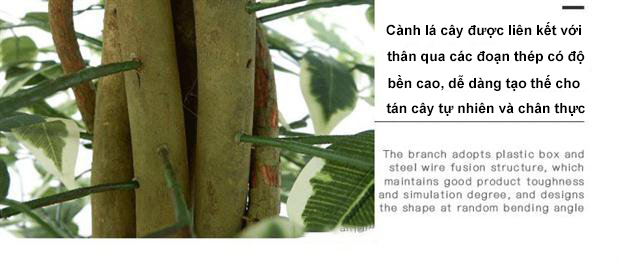 Cành lá cây được liên kết với
thân qua các đoạn thép có độ
bền cao, dễ dàng tạo thế cho
tán cây tự nhiên và chân thực
The branch adopts plastic box and
steel wire fusion structure, which
maintains good product toughness
and simulation degree, and designs
the shape at random bending angle